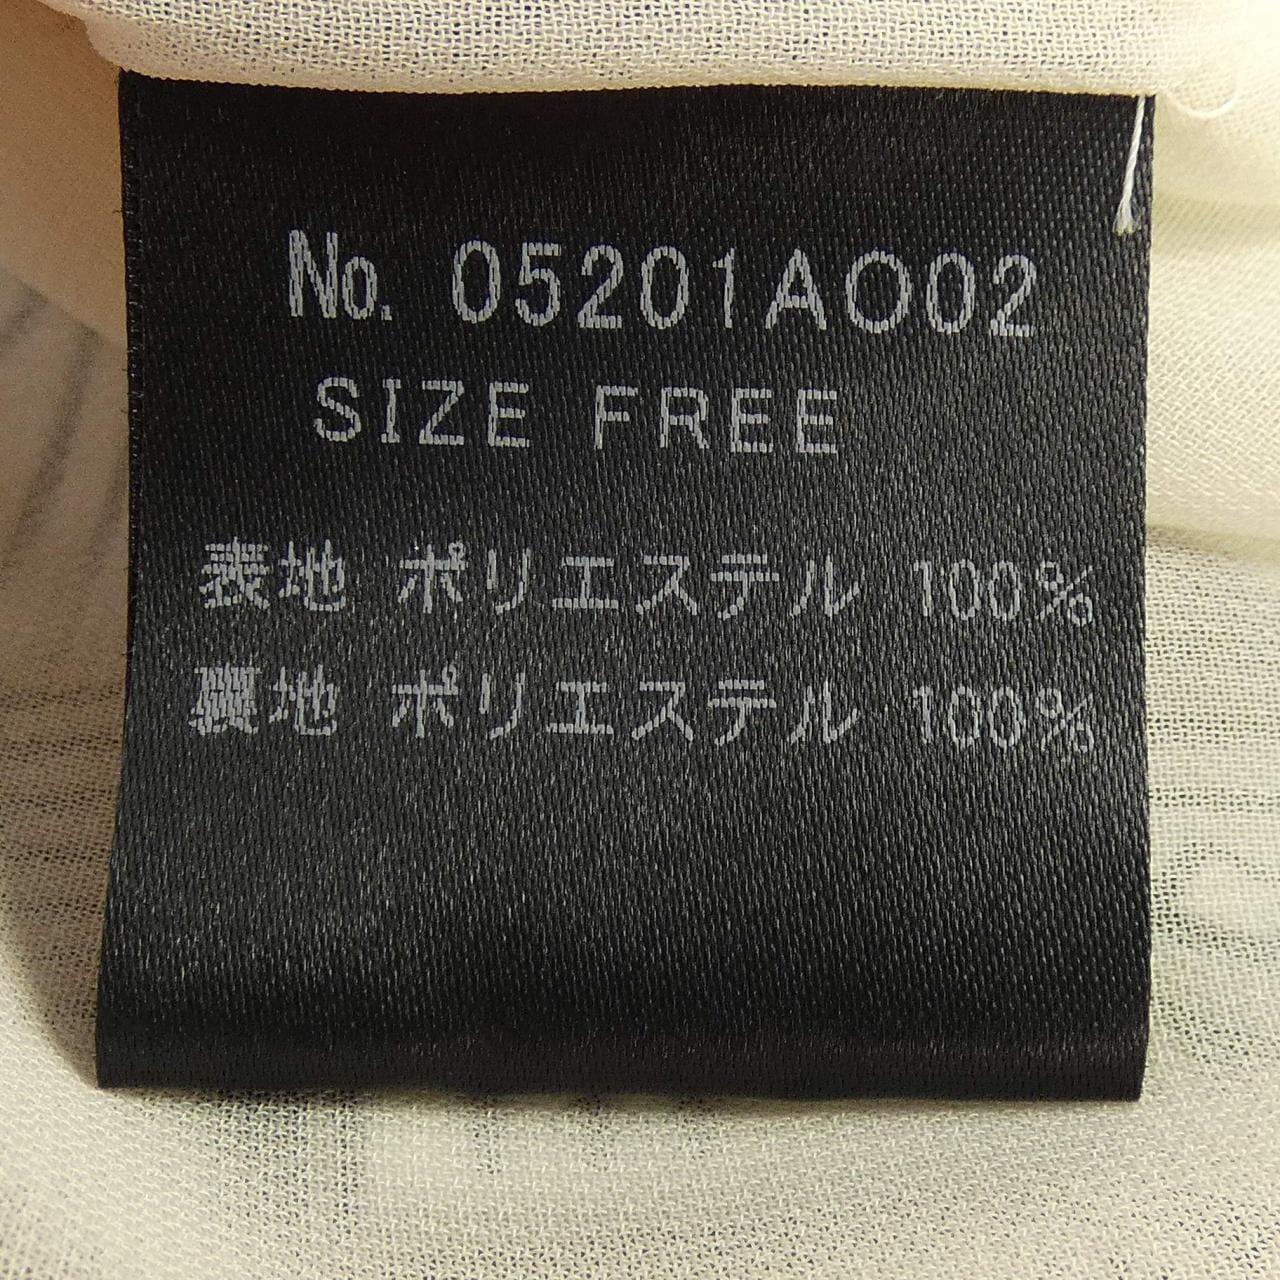 No. 05201AO02
SIZE FREE
表地 ポリエステル 100%
裏地 ポリエステル 100%